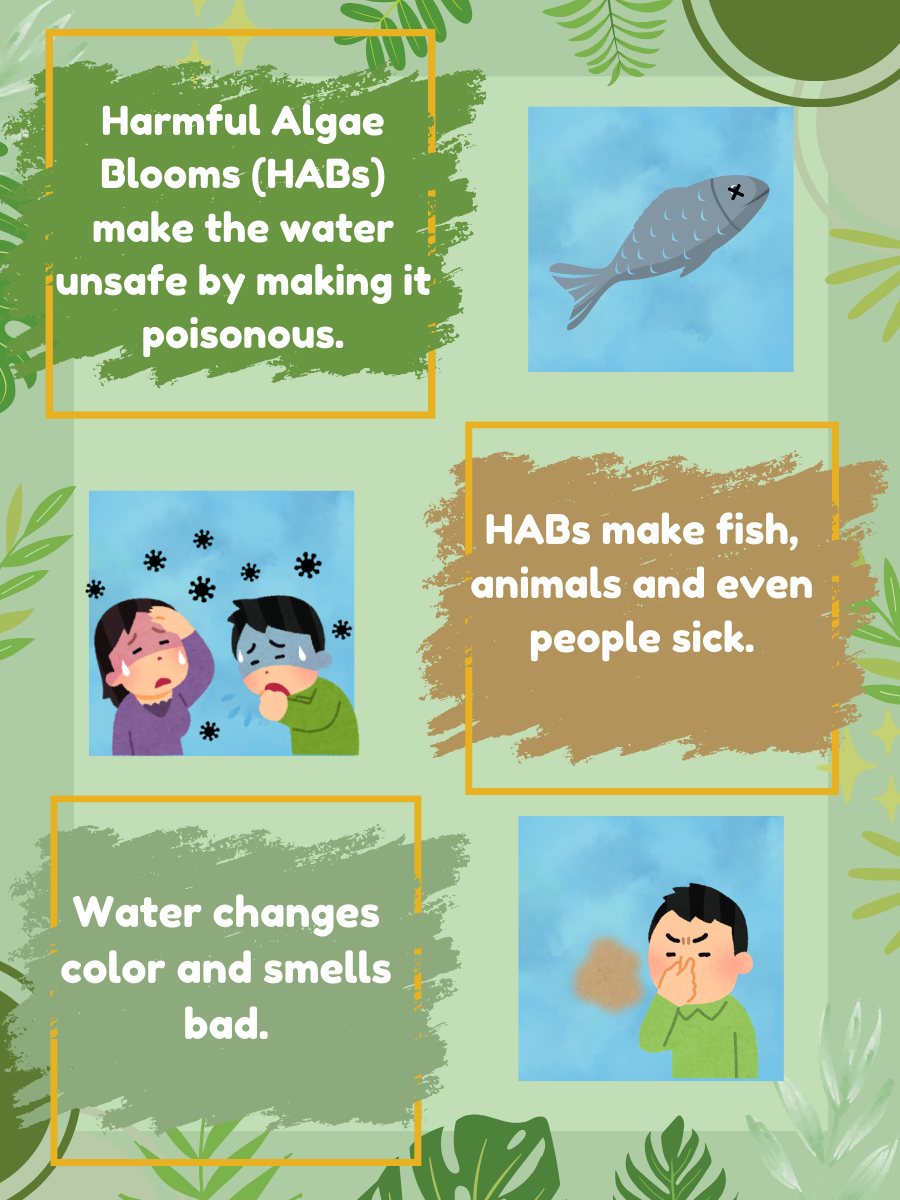 Harmful Algae
Blooms (HABs)
make the water
unsafe by making it
poisonous.
HABs make fish,
animals and even
people sick.
Water changes
color and smells
bad.